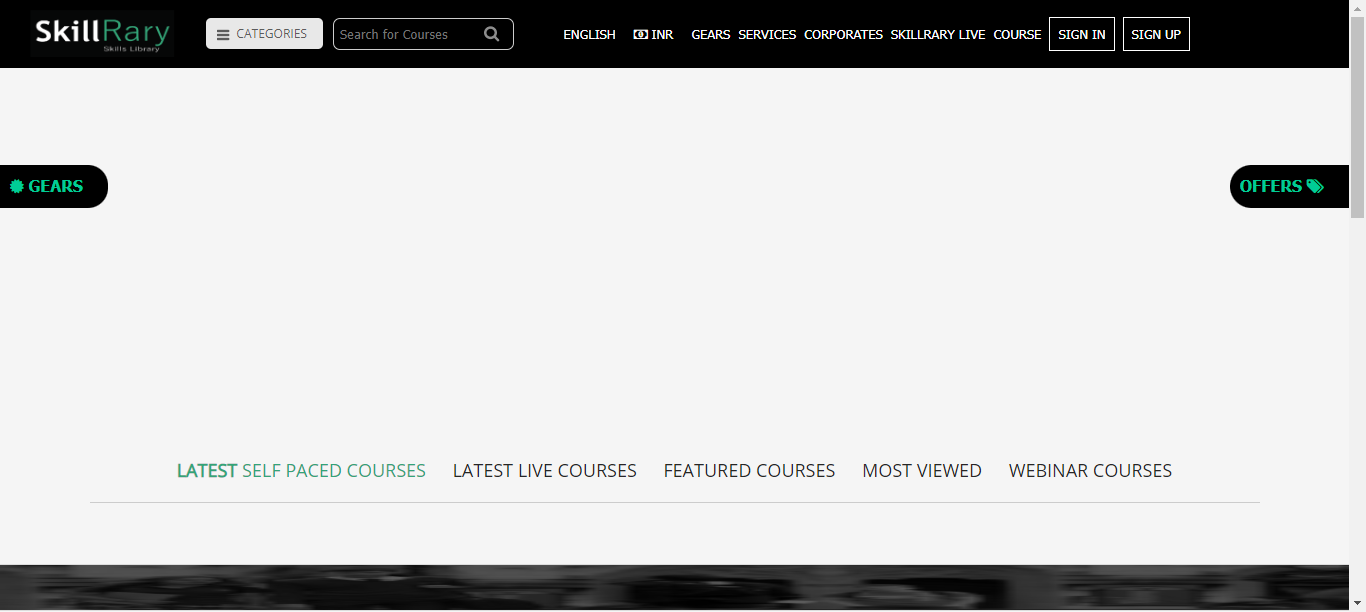 SkillRary
Skills Library
CATEGORIES
Search for Courses
ENGLISH
INR
GEARS
SERVICES
CORPORATES
SKILLRARY LIVE
COURSE
SIGN IN
SIGN UP
GEARS
OFFERS
LATEST SELF PACED COURSES
LATEST LIVE COURSES
FEATURED COURSES
MOST VIEWED
WEBINAR COURSES